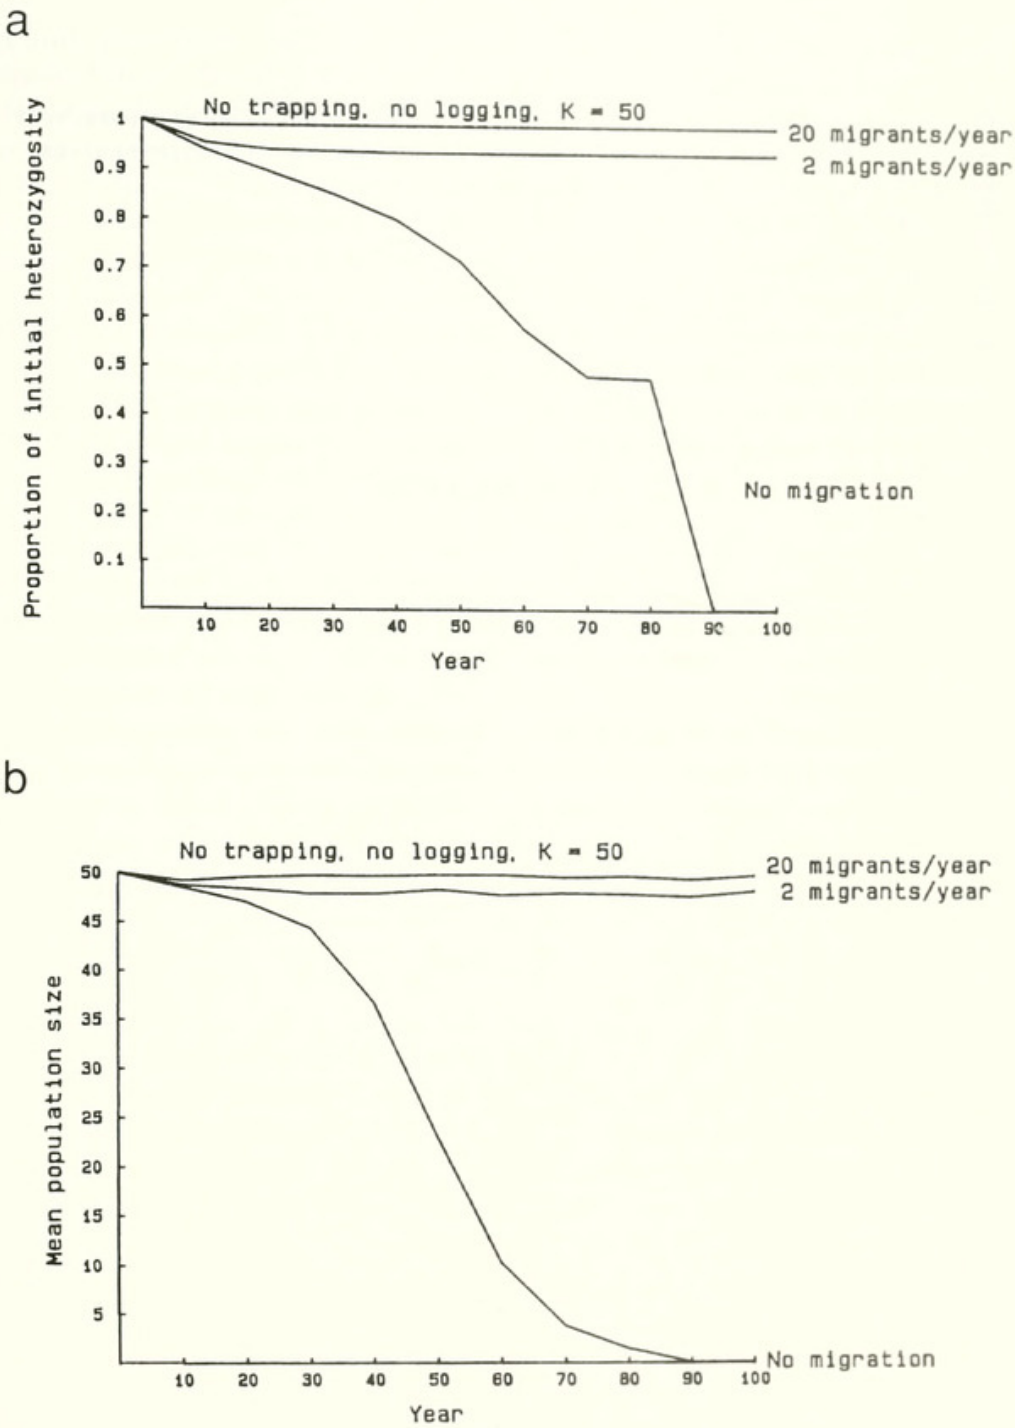 a
No trapping, no logging, K = 50
Proportion of initial heterozygosity
1
0.9
0.8
0.7
0.6
0.5
0.4
0.3
0.2
0.1
20 migrants/year
2 migrants/year
No migration
10 20 30 40 50 60 70 80 90 100
Year
b
No trapping, no logging, K = 50
Mean population size
50
45
40
35
30
25
20
15
10
5
20 migrants/year
2 migrants/year
No migration
10 20 30 40 50 60 70 80 90 100
Year